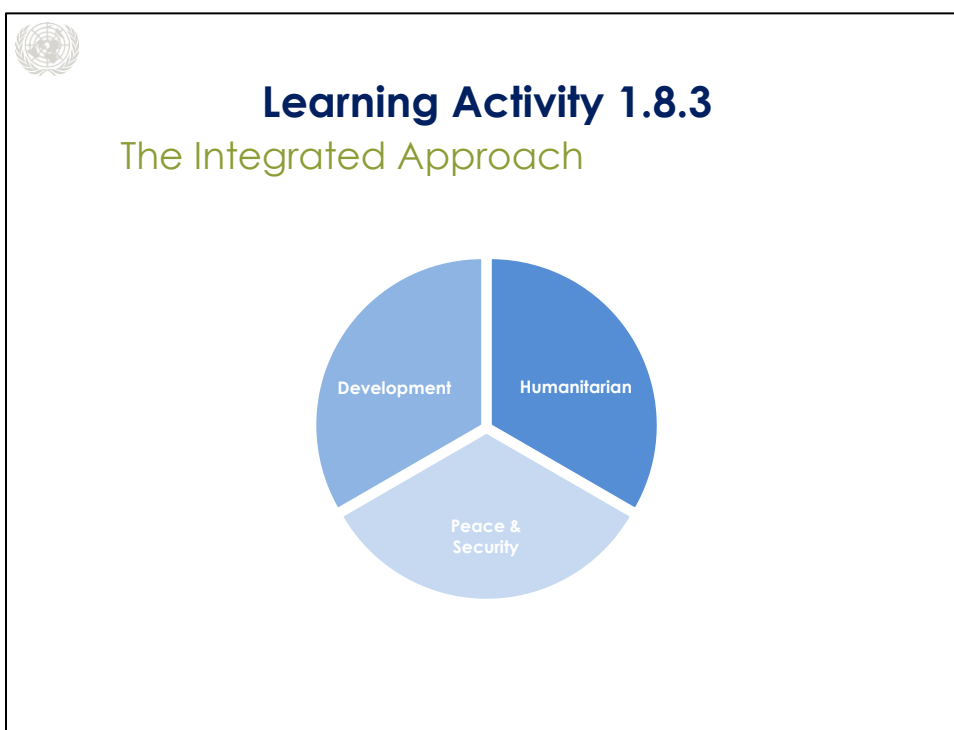 Learning Activity 1.8.3
The Integrated Approach
Development
Humanitarian
Peace &
Security